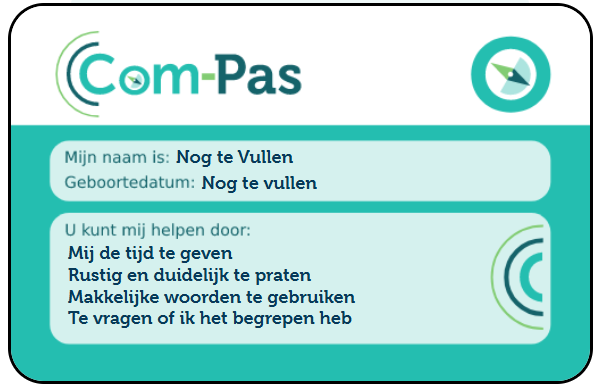 Com-Pas
Mijn naam is: Nog te Vullen
Geboortedatum: Nog te vullen
U kunt mij helpen door:
Mij de tijd te geven
Rustig en duidelijk te praten
Makkelijke woorden te gebruiken
Te vragen of ik het begrepen heb